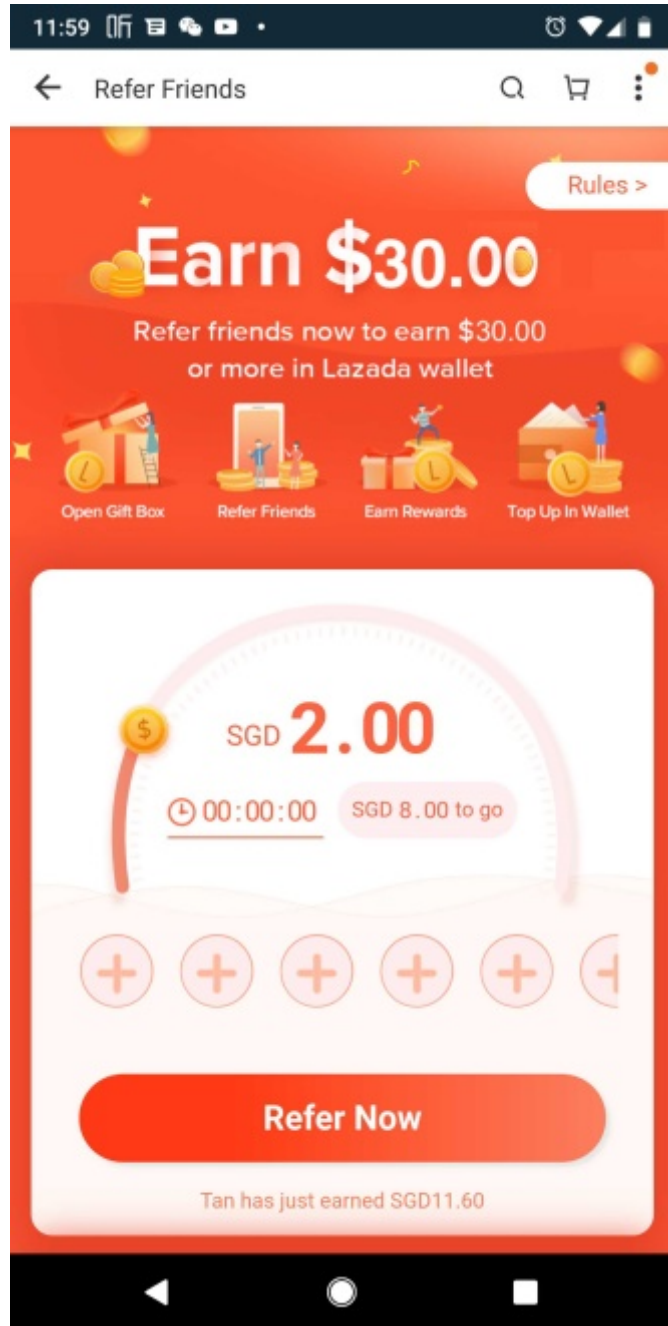 11:59 听
Refer Friends
Rules >
Earn $30.00
Refer friends now to earn $30.00
or more in Lazada wallet
L
L
L
Open Gift Box
Refer Friends
Earn Rewards
Top Up In Wallet
$
SGD 2.00
00:00:00
SGD 8.00 to go
Refer Now
Tan has just earned SGD11.60